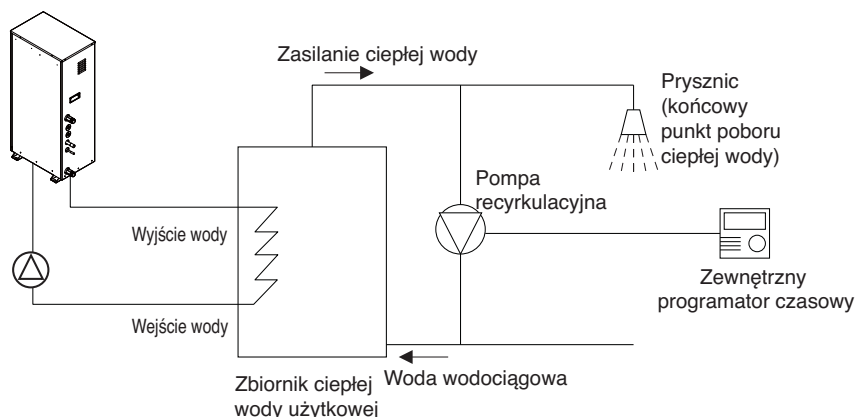 Zasilanie ciepłej wody
Prysznic
(końcowy
punkt poboru
ciepłej wody)
Pompa
recyrkulacyjna
Wyjście wody
Zewnętrzny
programator czasowy
Wejście wody
Woda wodociągowa
Zbiornik ciepłej
wody użytkowej